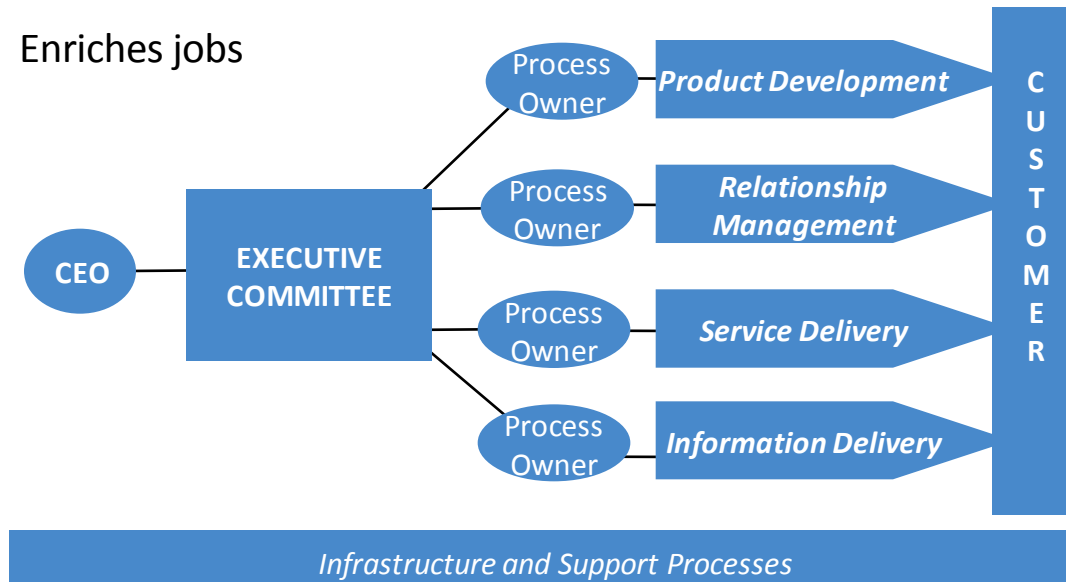 Enriches jobs
CEO
EXECUTIVE
COMMITTEE
Process
Owner
Product Development
Process
Owner
Relationship
Management
Process
Owner
Service Delivery
Process
Owner
Information Delivery
C
U
S
T
O
M
E
R
Infrastructure and Support Processes